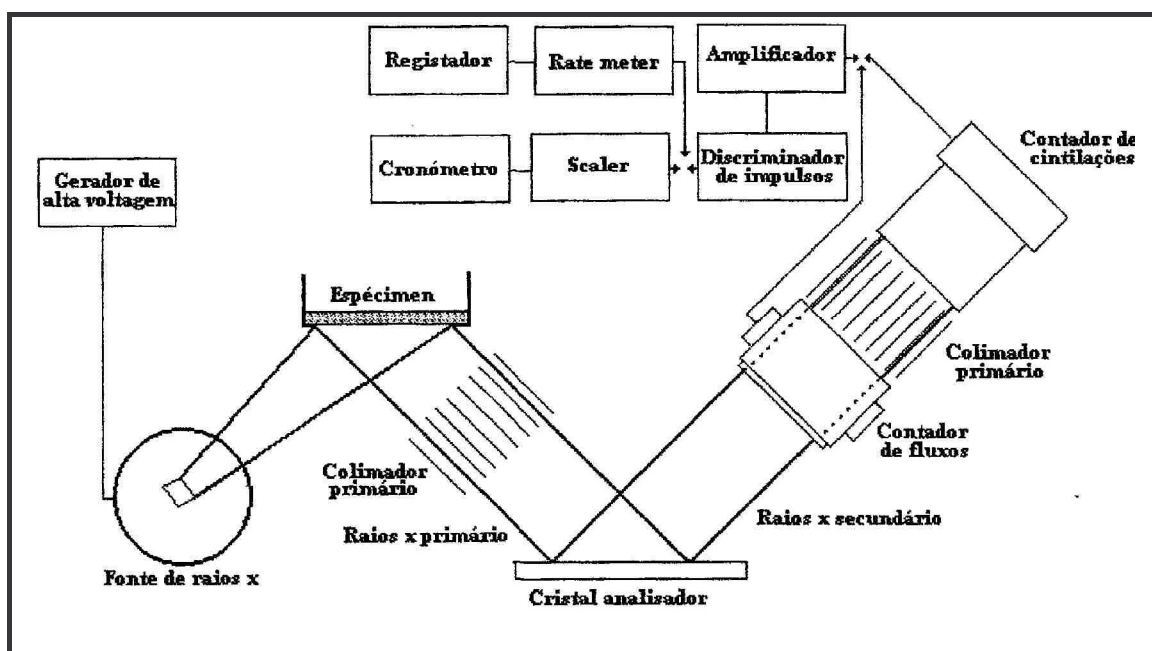 Registador
Rate meter
Amplificador
Cronómetro
Scaler
Discriminador
de impulsos
Contador de
cintilações
Gerador de
alta voltagem
Espécimen
Colimador
primário
Contador
de fluxos
Colimador
primário
Raios x primário
Raios x secundário
Fonte de raios x
Cristal analisador